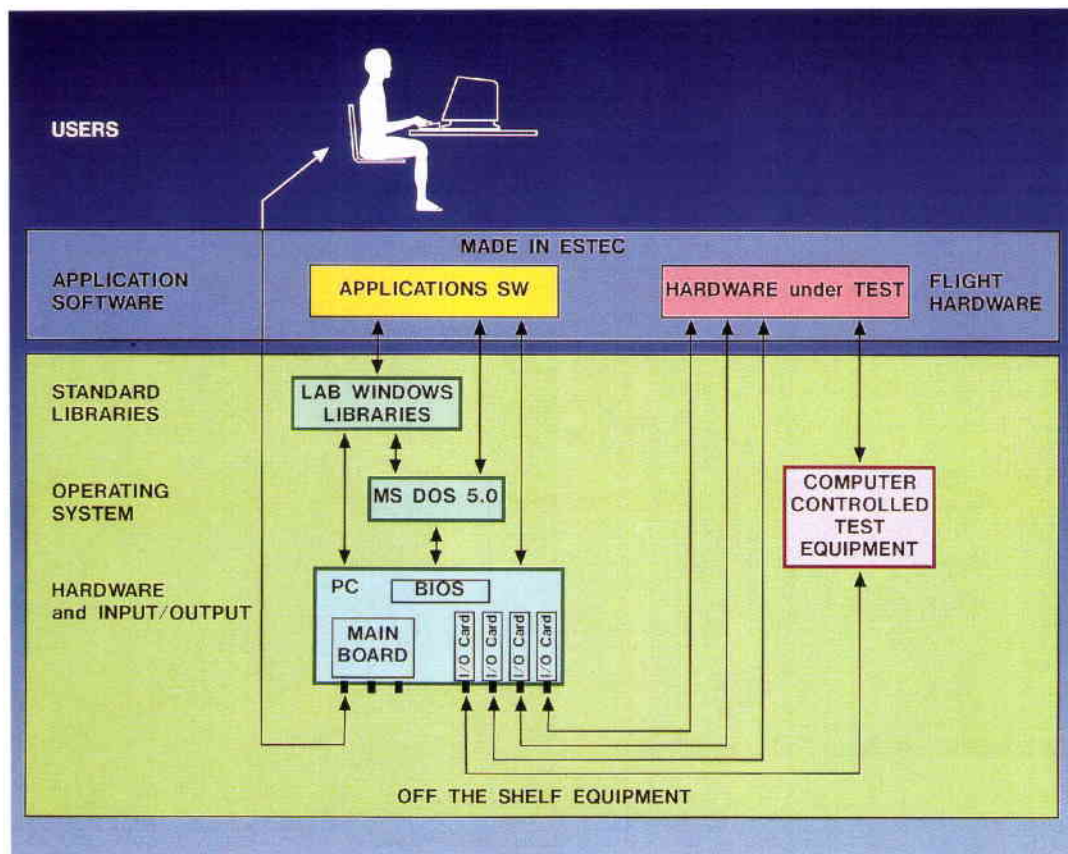 USERS
MADE IN ESTEC
APPLICATION
SOFTWARE
APPLICATIONS SW
HARDWARE under TEST
FLIGHT
HARDWARE
STANDARD
LIBRARIES
LAB WINDOWS
LIBRARIES
OPERATING
SYSTEM
MS DOS 5.0
COMPUTER
CONTROLLED
TEST
EQUIPMENT
HARDWARE
and INPUT/OUTPUT
PC
BIOS
MAIN
BOARD
I/O Card
I/O Card
I/O Card
I/O Card
OFF THE SHELF EQUIPMENT